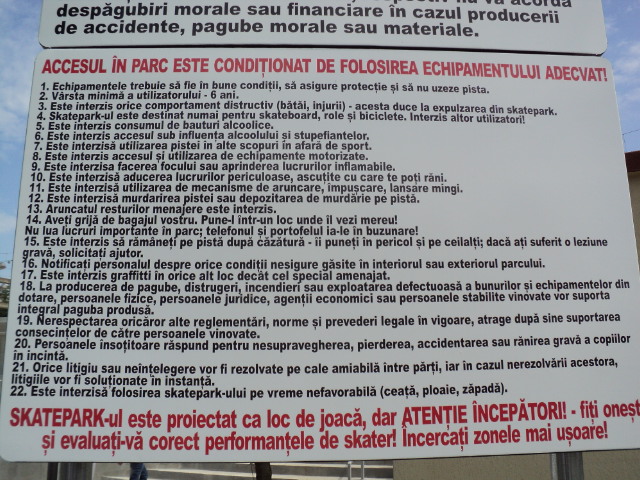 despăgubiri morale sau financiare în cazul producerii
de accidente, pagube morale sau materiale.
ACCESUL ÎN PARC ESTE CONDIȚIONAT DE FOLOSIREA ECHIPAMENTULUI ADECVAT!
1. Echipamentele trebuie să fie în bune condiții, să asigure protecție și să nu uzeze pista.
2. Vârsta minimă a utilizatorului - 6 ani.
3. Este interzis orice comportament distructiv (bătăi, injurii) - acesta duce la expulzarea din skatepark.
4. Skatepark-ul este destinat numai pentru skateboard, role și biciclete. Interzis altor utilizatori!
5. Este interzis consumul de bauturi alcoolice.
6. Este interzis accesul sub influența alcoolului și stupefiantelor.
7. Este interzisă utilizarea pistei în alte scopuri în afară de sport.
8. Este interzis accesul și utilizarea de echipamente motorizate.
9. Este interzisa facerea focului sau aprinderea lucrurilor inflamabile.
10. Este interzisă aducerea lucrurilor periculoase, ascuțite cu care te poți răni.
11. Este interzisă utilizarea de mecanisme de aruncare, împușcare, lansare mingi.
12. Este interzisă murdarirea pistei sau depozitarea de murdărie pe pistă.
13. Aruncatul resturilor menajere este interzis.
14. Aveți grijă de bagajul vostru. Pune-l într-un loc unde îl vezi mereu!
Nu lua lucruri importante în parc; telefonul și portofelul ia-le în buzunare!
15. Este interzis să rămâneți pe pistă după căzătură - îi puneți în pericol și pe ceilalți; dacă ați suferit o leziune
gravă, solicitați ajutor.
16. Notificați personalul despre orice condiții nesigure găsite în interiorul sau exteriorul parcului.
17. Este interzis graffitti în orice alt loc decât cel special amenajat.
18. La producerea de pagube, distrugeri, incendieri sau exploatarea defectuoasă a bunurilor și echipamentelor din
dotare, persoanele fizice, persoanele juridice, agenții economici sau persoanele stabilite vinovate vor suporta
integral paguba produsă.
19. Nerespectarea oricăror alte reglementări, norme și prevederi legale în vigoare, atrage după sine suportarea
consecințelor de către persoanele vinovate.
20. Persoanele însoțitoare răspund pentru nesupravegherea, pierderea, accidentarea sau rănirea gravă a copiilor
în incintă.
21. Orice litigiu sau neînțelegere vor fi rezolvate pe cale amiabilă între părți, iar în cazul nerezolvării acestora,
litigiile vor fi soluționate în instanță.
22. Este interzisă folosirea skatepark-ului pe vreme nefavorabilă (ceață, ploaie, zăpadă).
SKATEPARK-ul este proiectat ca loc de joacă, dar ATENȚIE ÎNCEPĂTORI! - fiți onești
și evaluați-vă corect performanțele de skater! Încercați zonele mai ușoare!